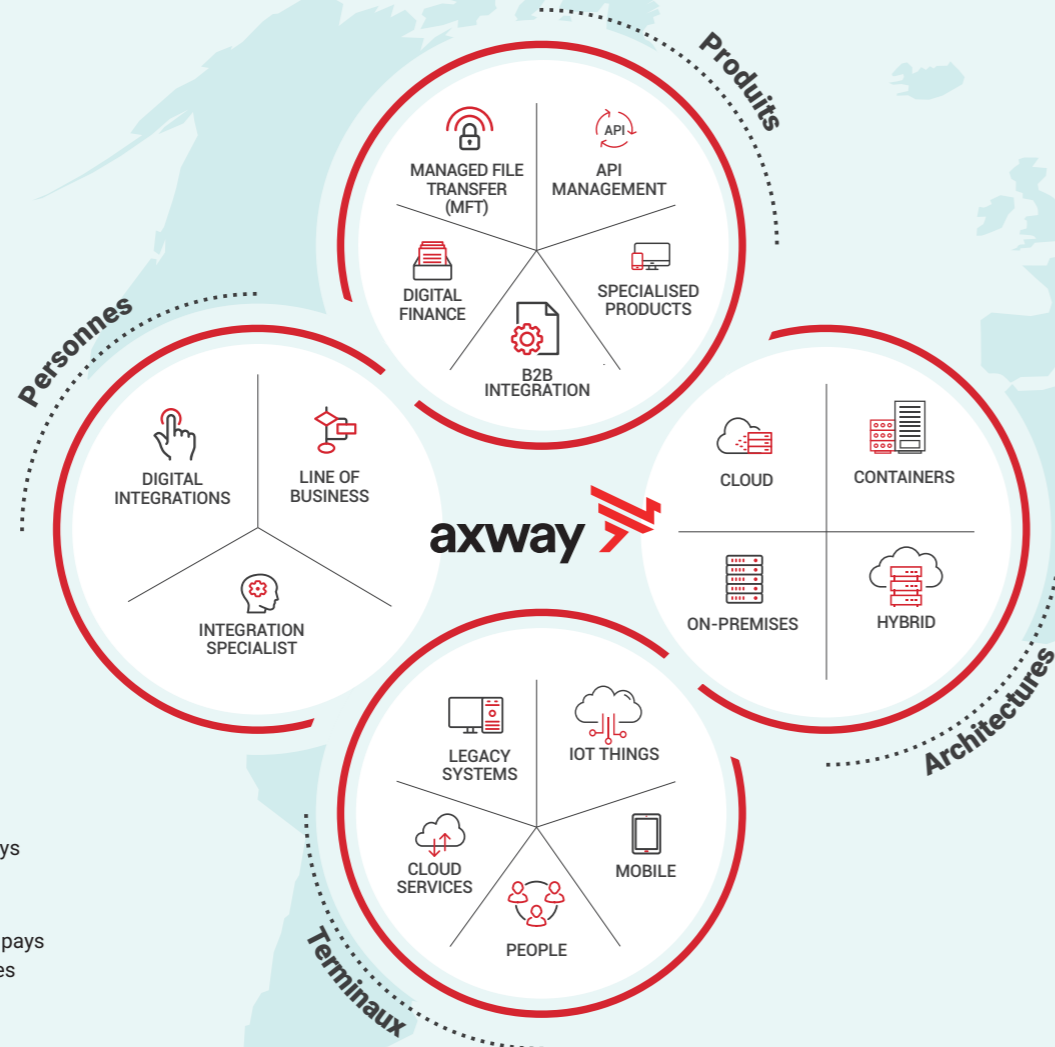 Produits
MANAGED FILE
TRANSFER
(MFT)
API
API
MANAGEMENT
DIGITAL
FINANCE
SPECIALISED
PRODUCTS
B2B
INTEGRATION
Personnes
DIGITAL
INTEGRATIONS
LINE OF
BUSINESS
INTEGRATION
SPECIALIST
axway
CLOUD
CONTAINERS
ON-PREMISES
HYBRID
Architectures
LEGACY
SYSTEMS
IOT THINGS
CLOUD
SERVICES
MOBILE
PEOPLE
Terminaux
pays